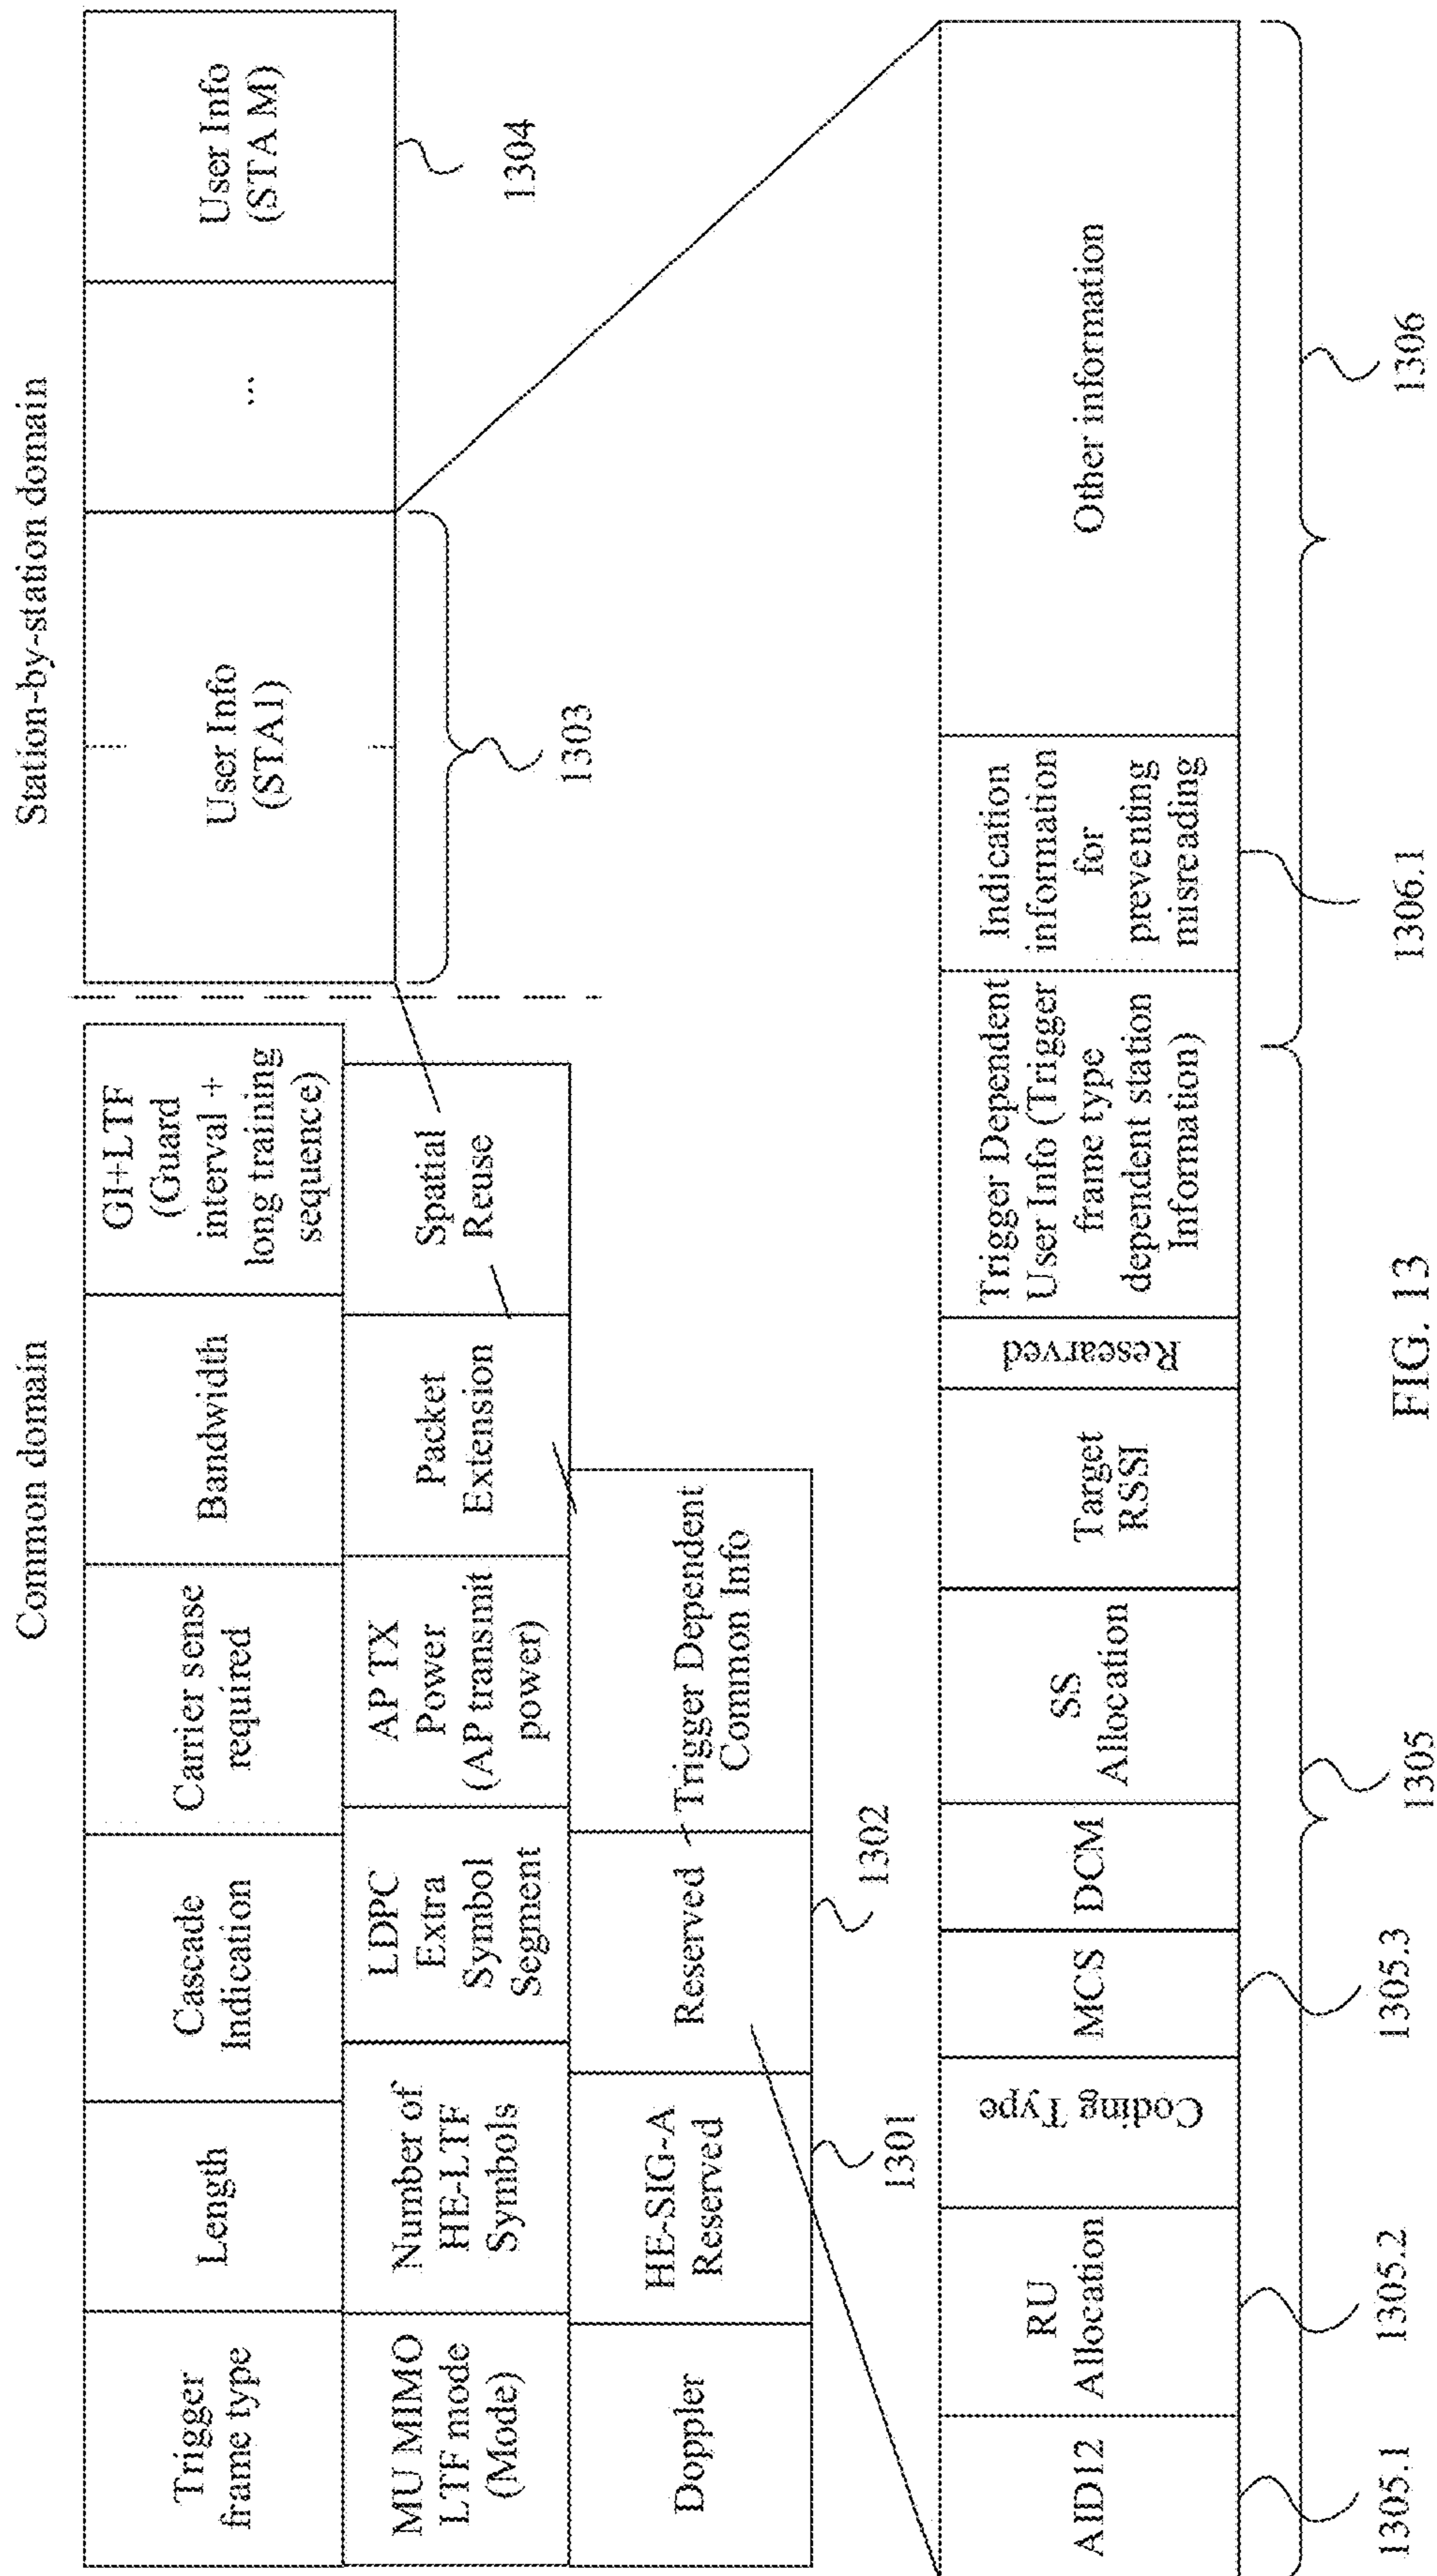 Common domain
Station-by-station domain
Trigger
frame type
Length
Cascade
Indication
Carrier sense
required
Bandwidth
GI+LTF
(Guard
interval +
long training
sequence)
User Info
(STA1)
...
User Info
(STA M)
MU MIMO
LTF mode
(Mode)
Number of
HE-LTF
Symbols
LDPC
Extra
Symbol
Segment
AP TX
Power
(AP transmit
power)
Packet
Extension
Spatial
Reuse
1303
1304
Doppler
HE-SIG-A
Reserved
Reserved
Trigger Dependent
Common Info
1301
1302
AID12
RU
Allocation
Coding Type
MCS
DCM
SS
Allocation
Target
RSSI
Researved
Trigger Dependent
User Info (Trigger
frame type
dependent station
Information)
Indication
information
for
preventing
misreading
Other information
1305.1
1305.2
1305.3
1305
1306.1
1306
FIG. 13